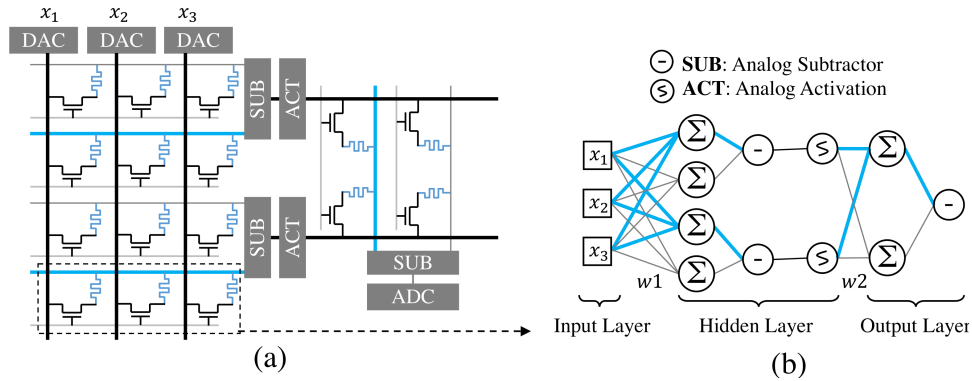 x₁ x₂ x₃
DAC DAC DAC
SUB ACT
SUB ACT
SUB
ADC
(a)
- SUB: Analog Subtractor
S ACT: Analog Activation
x₁
x₂
x₃
Σ
Σ
Σ
Σ
-
-
S
S
Σ
Σ
-
w1
w2
Input Layer
Hidden Layer
Output Layer
(b)